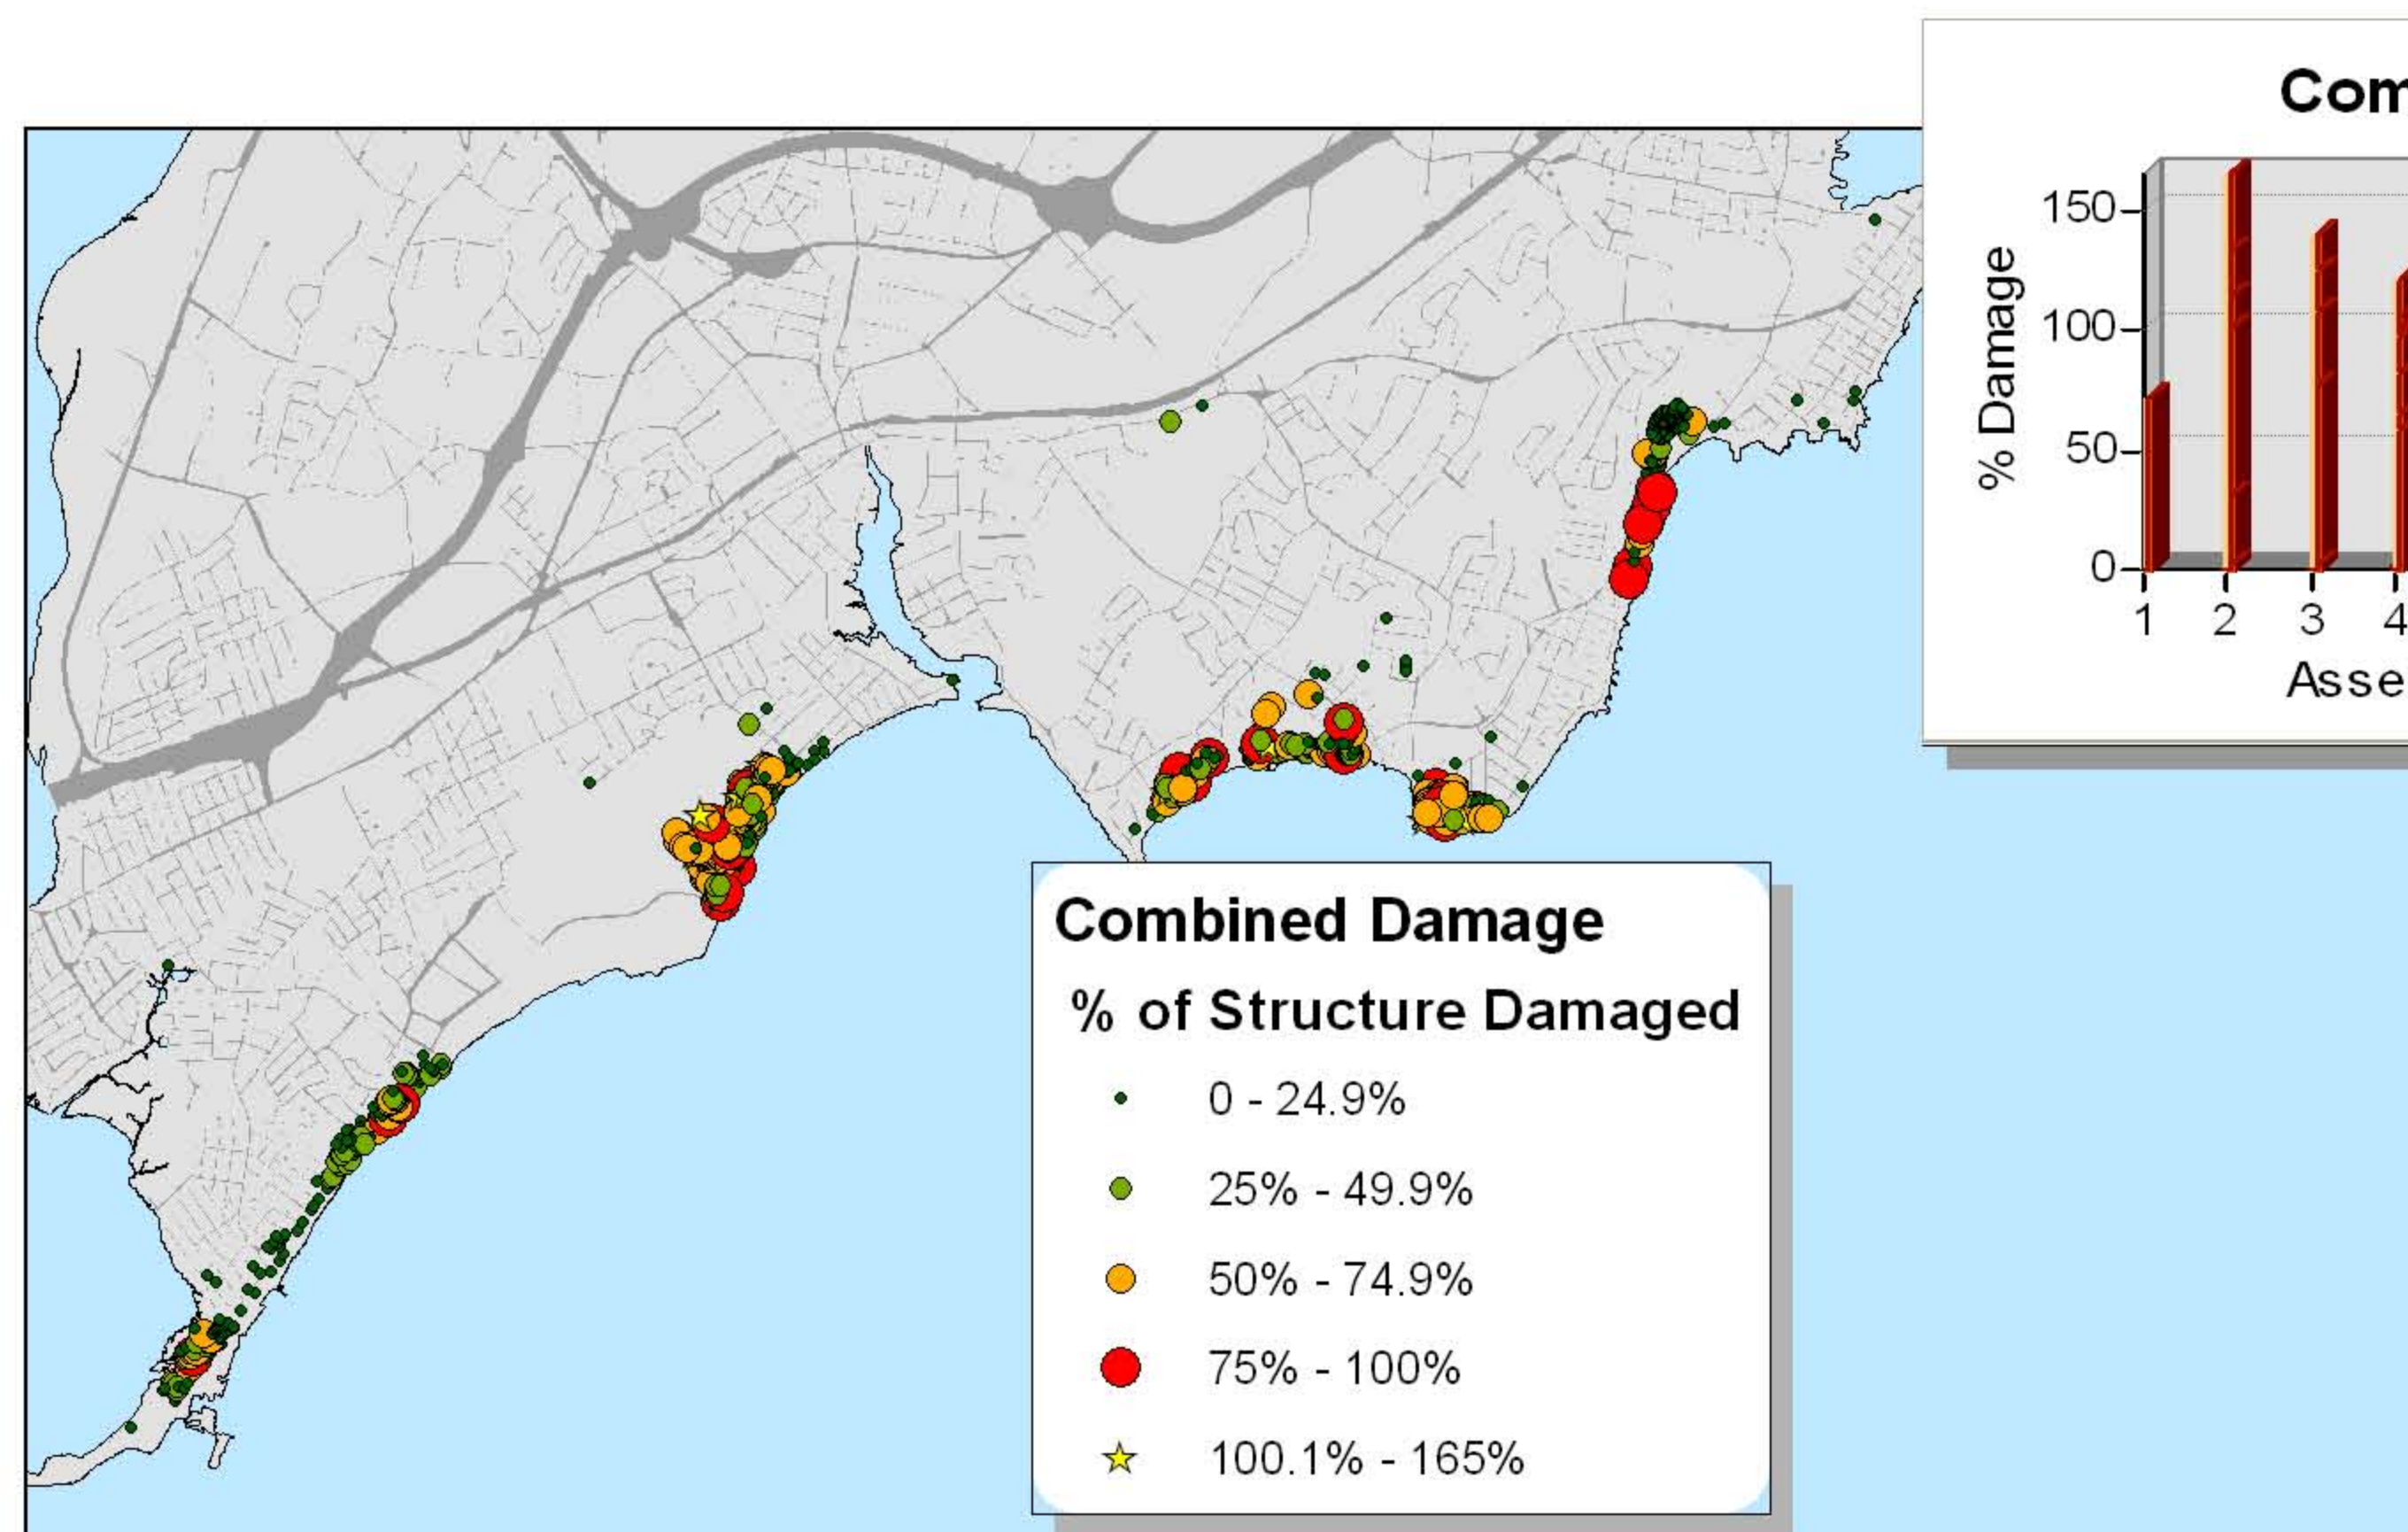 Com
% Damage
150
100
50
0
1 2 3 4
Asse
Combined Damage
% of Structure Damaged
0 - 24.9%
25% - 49.9%
50% - 74.9%
75% - 100%
100.1% - 165%